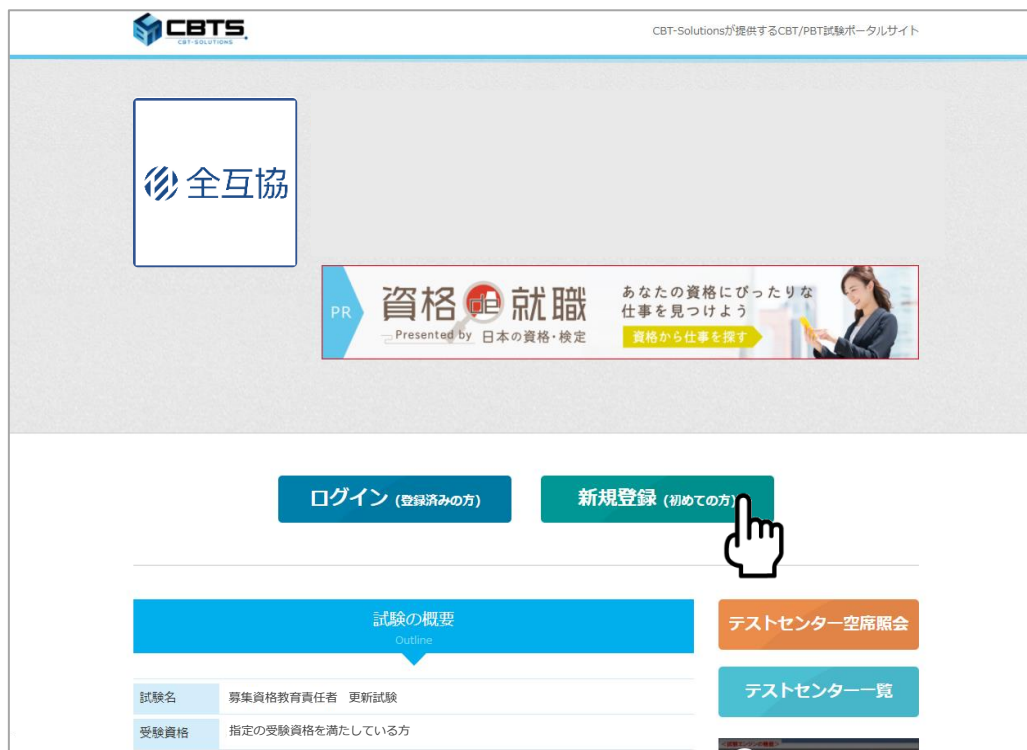 CBTS.
CBT-SOLUTIONS
CBT-Solutionsが提供するCBT/PBT試験ポータルサイト
全互協
PR
資格 de 就職
Presented by 日本の資格・検定
あなたの資格にぴったりな
仕事を見つけよう
資格から仕事を探す
ログイン (登録済みの方)
新規登録 (初めての方)
試験の概要
Outline
試験名 募集資格教育責任者 更新試験
受験資格 指定の受験資格を満たしている方
テストセンター空席照会
テストセンター一覧